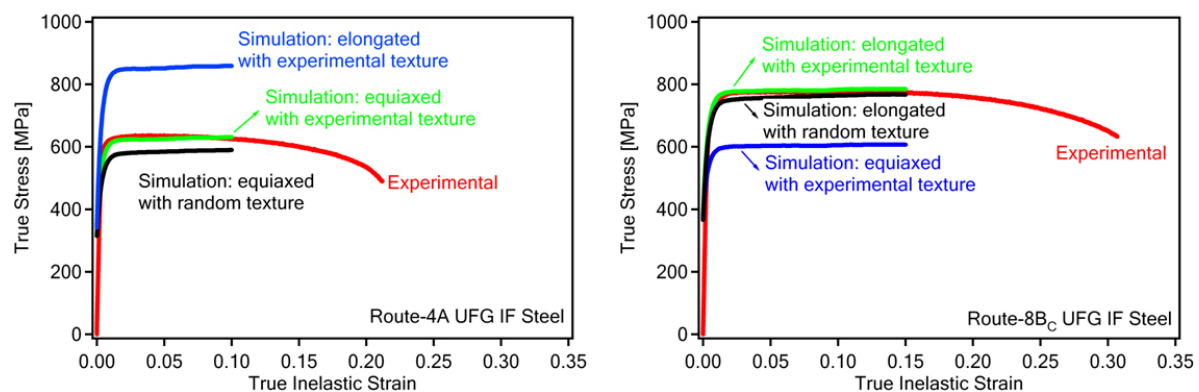 1000
800
600
400
200
0
True Stress [MPa]
Simulation: elongated
with experimental texture
Simulation: equiaxed
with experimental texture
Simulation: equiaxed
with random texture
Experimental
Route-4A UFG IF Steel
0.00 0.05 0.10 0.15 0.20 0.25 0.30 0.35
True Inelastic Strain
1000
800
600
400
200
0
True Stress [MPa]
Simulation: elongated
with experimental texture
Simulation: elongated
with random texture
Simulation: equiaxed
with experimental texture
Experimental
Route-8BC UFG IF Steel
0.00 0.05 0.10 0.15 0.20 0.25 0.30 0.35
True Inelastic Strain